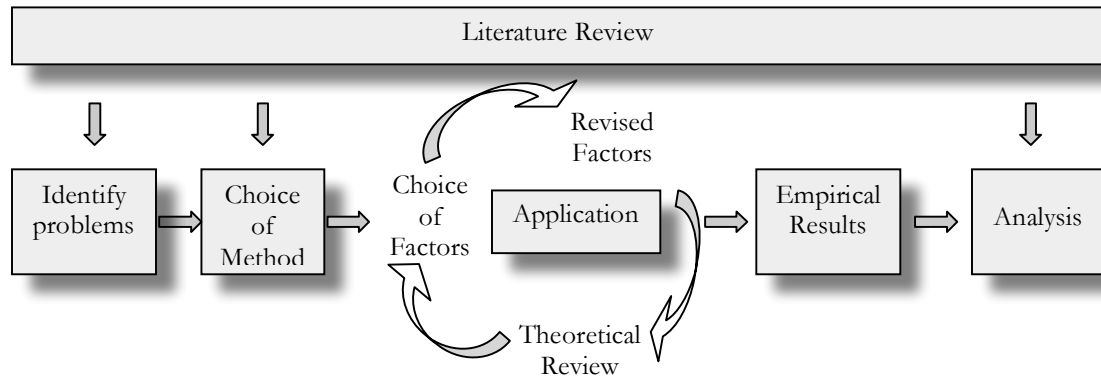 Literature Review
Identify
problems
Choice
of
Method
Choice
of
Factors
Revised
Factors
Application
Theoretical
Review
Empirical
Results
Analysis